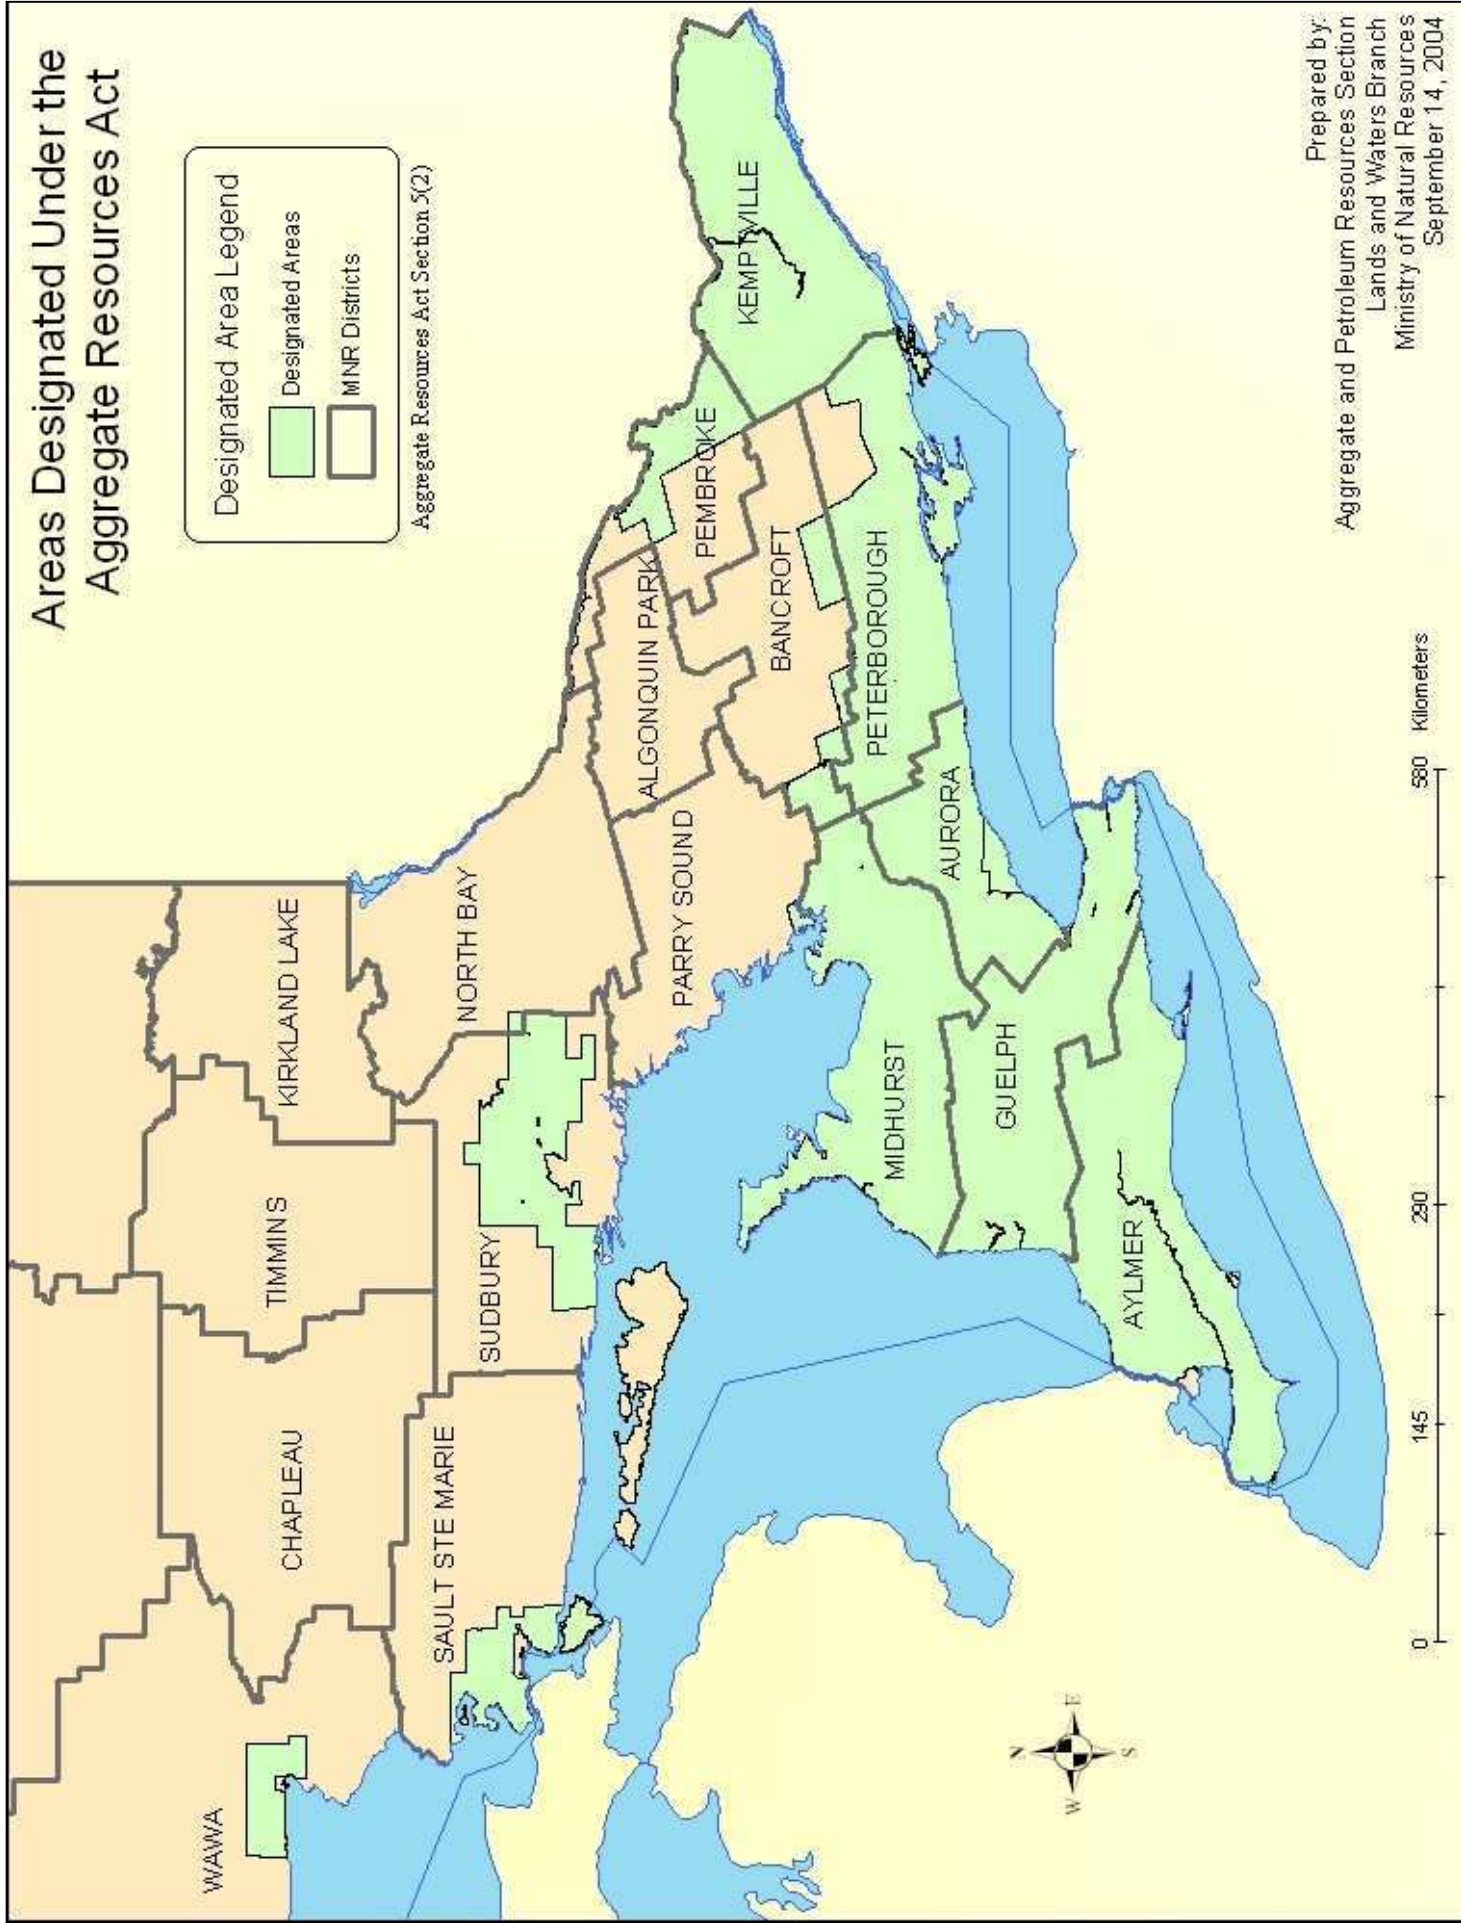 Areas Designated Under the
Aggregate Resources Act
Designated Area Legend
Designated Areas
MNR Districts
Aggregate Resources Act Section 5(2)
WAWA
CHAPLEAU
TIMMINS
KIRKLAND LAKE
SAULT STE MARIE
SUDBURY
NORTH BAY
PARRY SOUND
ALGONQUIN PARK
PEMBROKE
BANCROFT
KEMPTVILLE
PETERBOROUGH
AURORA
MIDHURST
GUELPH
AYLMER
N
W
E
S
0
145
290
580
Kilometers
Prepared by:
Aggregate and Petroleum Resources Section
Lands and Waters Branch
Ministry of Natural Resources
September 14, 2004